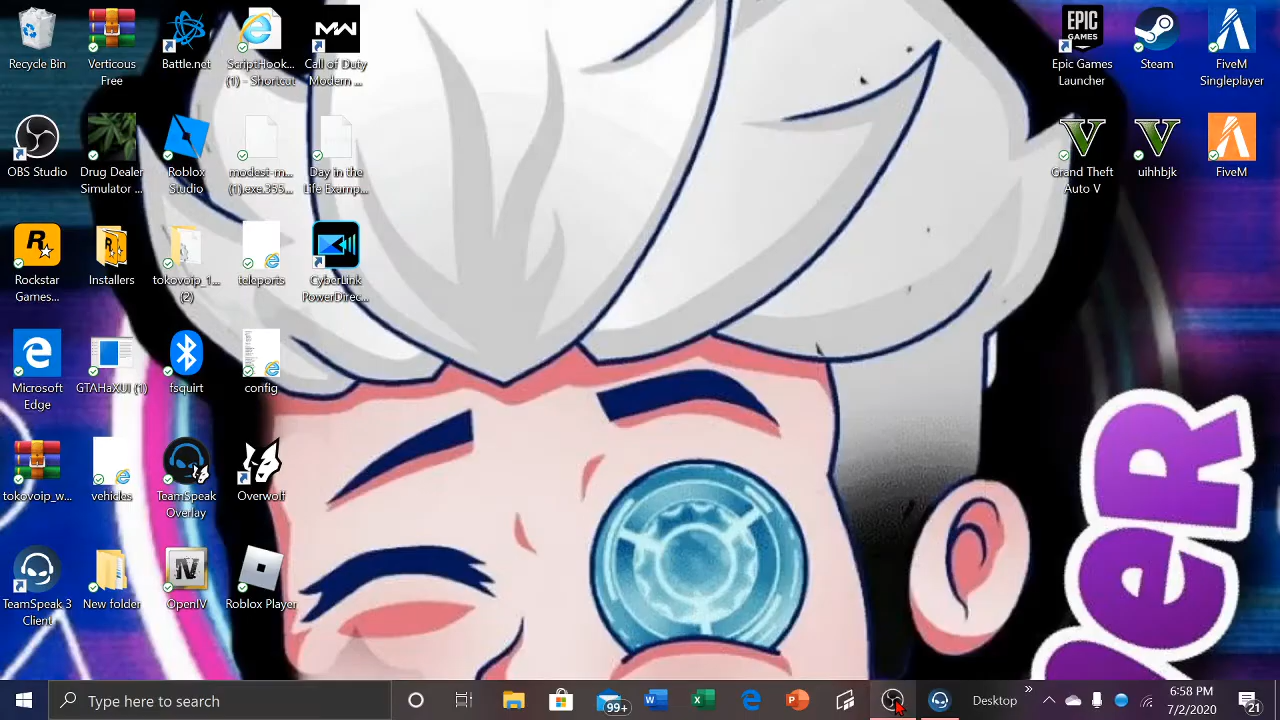 Recycle Bin
Verticous
Free
Battle.net
ScriptHook...
(1) - Shortcut
Call of Duty
Modern ...
EPIC
GAMES
Epic Games
Launcher
Steam
FiveM
Singleplayer
OBS Studio
Drug Dealer
Simulator ...
Roblox
Studio
modest-m...
(1).exe.355...
Day in the
Life Examp...
Grand Theft
Auto V
uihhbjk
FiveM
Rockstar
Games...
Installers
tokovoip_1...
(2)
teleports
CyberLink
PowerDirec...
Microsoft
Edge
GTAHaXUI (1)
fsquirt
config
tokovoip_w...
vehicles
TeamSpeak
Overlay
Overwolf
TeamSpeak 3
Client
New folder
OpenIV
Roblox Player
Type here to search
99+
Desktop
6:58 PM
7/2/2020
21